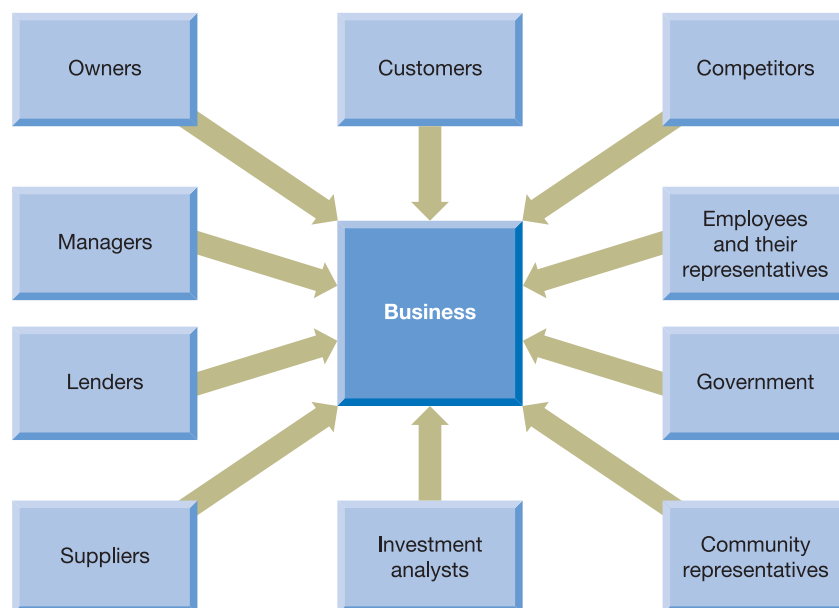 Owners
Customers
Competitors
Managers
Employees
and their
representatives
Business
Lenders
Government
Suppliers
Investment
analysts
Community
representatives